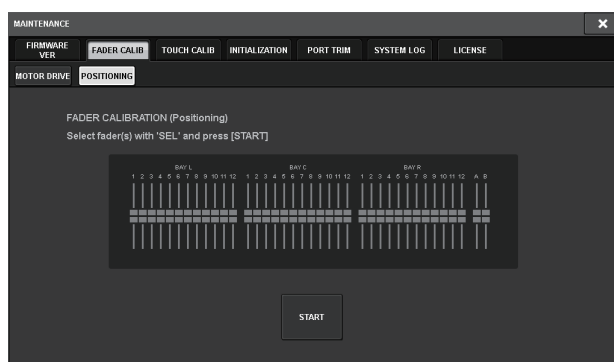 MAINTENANCE
FIRMWARE VER
FADER CALIB
TOUCH CALIB
INITIALIZATION
PORT TRIM
SYSTEM LOG
LICENSE
MOTOR DRIVE
POSITIONING
FADER CALIBRATION (Positioning)
Select fader(s) with 'SEL' and press [START]
BAY L BAY C BAY R
1 2 3 4 5 6 7 8 9 10 11 12 1 2 3 4 5 6 7 8 9 10 11 12 1 2 3 4 5 6 7 8 9 10 11 12 A B
START